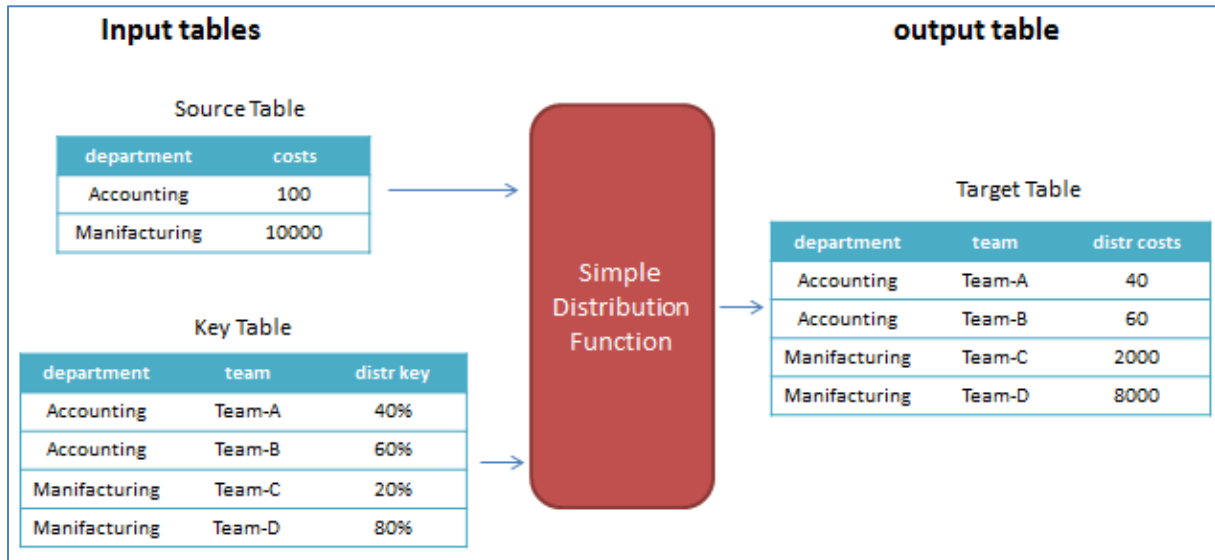 Input tables
output table
Source Table
department costs
Accounting 100
Manifacturing 10000
Key Table
department team distr key
Accounting Team-A 40%
Accounting Team-B 60%
Manifacturing Team-C 20%
Manifacturing Team-D 80%
Simple
Distribution
Function
Target Table
department team distr costs
Accounting Team-A 40
Accounting Team-B 60
Manifacturing Team-C 2000
Manifacturing Team-D 8000